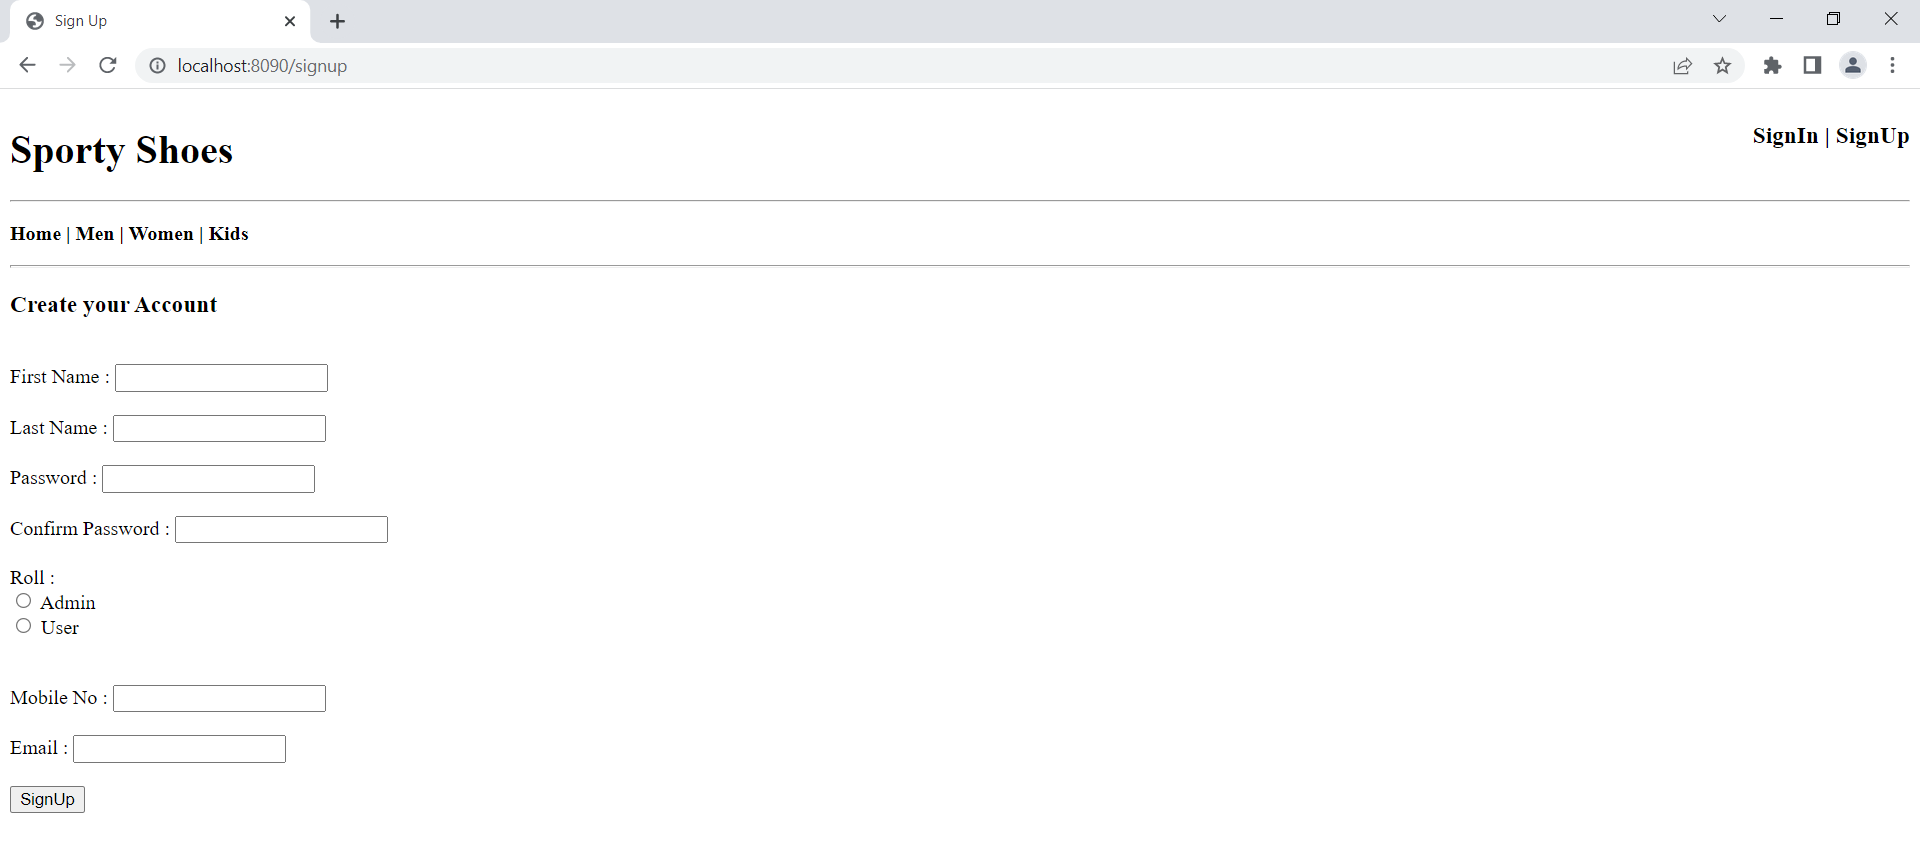 Sign Up
localhost:8090/signup
Sporty Shoes
SignIn | SignUp
Home | Men | Women | Kids
Create your Account
First Name :
Last Name :
Password :
Confirm Password :
Roll :
Admin
User
Mobile No :
Email :
SignUp